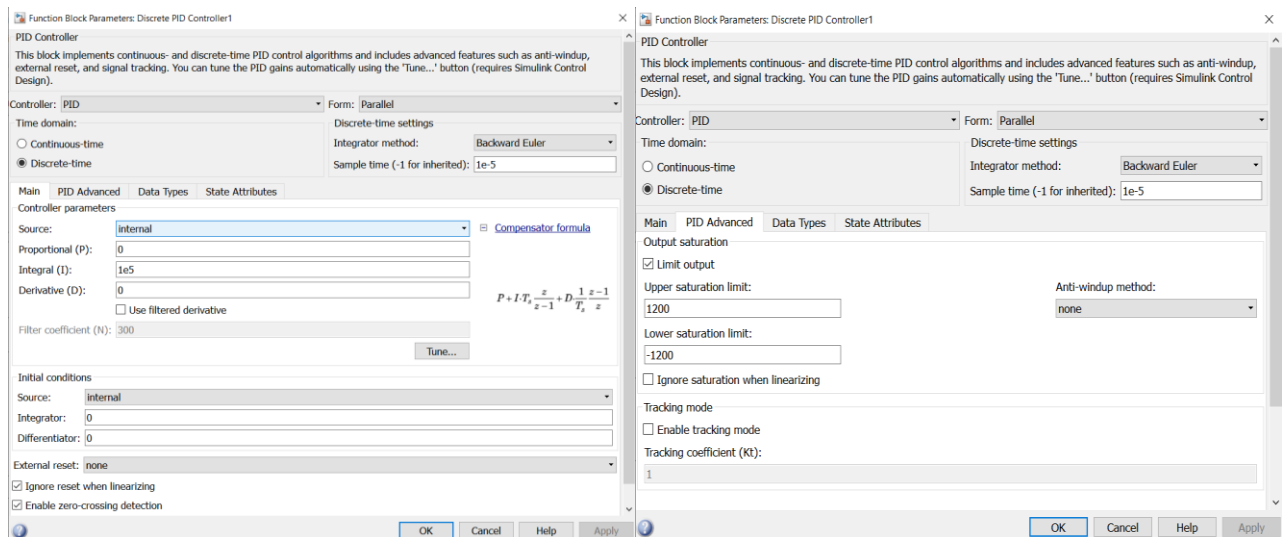 Function Block Parameters: Discrete PID Controller1
PID Controller
This block implements continuous- and discrete-time PID control algorithms and includes advanced features such as anti-windup,
external reset, and signal tracking. You can tune the PID gains automatically using the 'Tune...' button (requires Simulink Control
Design).
Controller: PID
Form: Parallel
Time domain:
Continuous-time
Discrete-time
Discrete-time settings
Integrator method: Backward Euler
Sample time (-1 for inherited): 1e-5
Main PID Advanced Data Types State Attributes
Controller parameters
Source: internal
Compensator formula
Proportional (P): 0
Integral (I): 1e5
Derivative (D): 0
Use filtered derivative
P+I·T_s z/(z−1)+D·1/T_s (z−1)/z
Filter coefficient (N): 300
Tune...
Initial conditions
Source: internal
Integrator: 0
Differentiator: 0
External reset: none
Ignore reset when linearizing
Enable zero-crossing detection
OK Cancel Help Apply
Function Block Parameters: Discrete PID Controller1
PID Controller
This block implements continuous- and discrete-time PID control algorithms and includes advanced features such as anti-windup,
external reset, and signal tracking. You can tune the PID gains automatically using the 'Tune...' button (requires Simulink Control
Design).
Controller: PID
Form: Parallel
Time domain:
Continuous-time
Discrete-time
Discrete-time settings
Integrator method: Backward Euler
Sample time (-1 for inherited): 1e-5
Main PID Advanced Data Types State Attributes
Output saturation
Limit output
Upper saturation limit:
1200
Anti-windup method:
none
Lower saturation limit:
-1200
Ignore saturation when linearizing
Tracking mode
Enable tracking mode
Tracking coefficient (Kt):
1
OK Cancel Help Apply